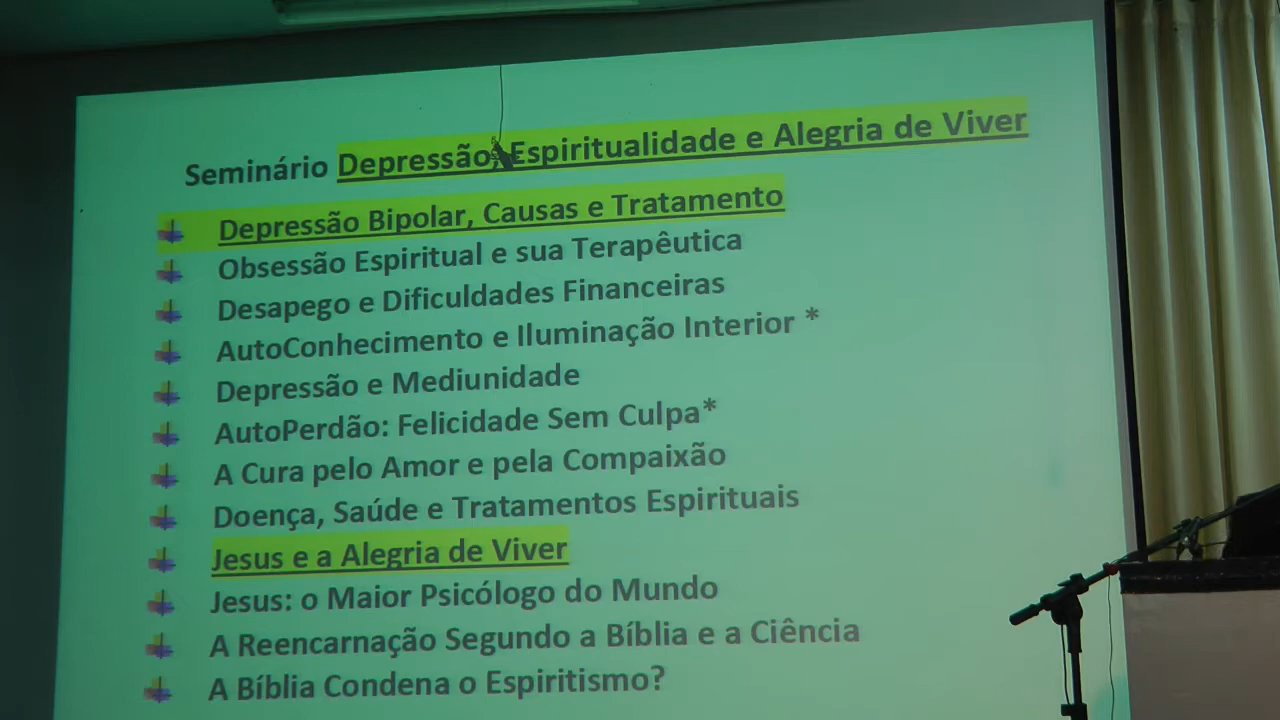 Seminário Depressão, Espiritualidade e Alegria de Viver
Depressão Bipolar, Causas e Tratamento
Obsessão Espiritual e sua Terapêutica
Desapego e Dificuldades Financeiras
AutoConhecimento e Iluminação Interior *
Depressão e Mediunidade
AutoPerdão: Felicidade Sem Culpa*
A Cura pelo Amor e pela Compaixão
Doença, Saúde e Tratamentos Espirituais
Jesus e a Alegria de Viver
Jesus: o Maior Psicólogo do Mundo
A Reencarnação Segundo a Bíblia e a Ciência
A Bíblia Condena o Espiritismo?